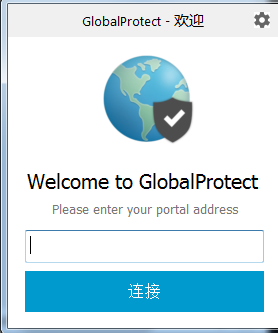 GlobalProtect - 欢迎
Welcome to GlobalProtect
Please enter your portal address
连接